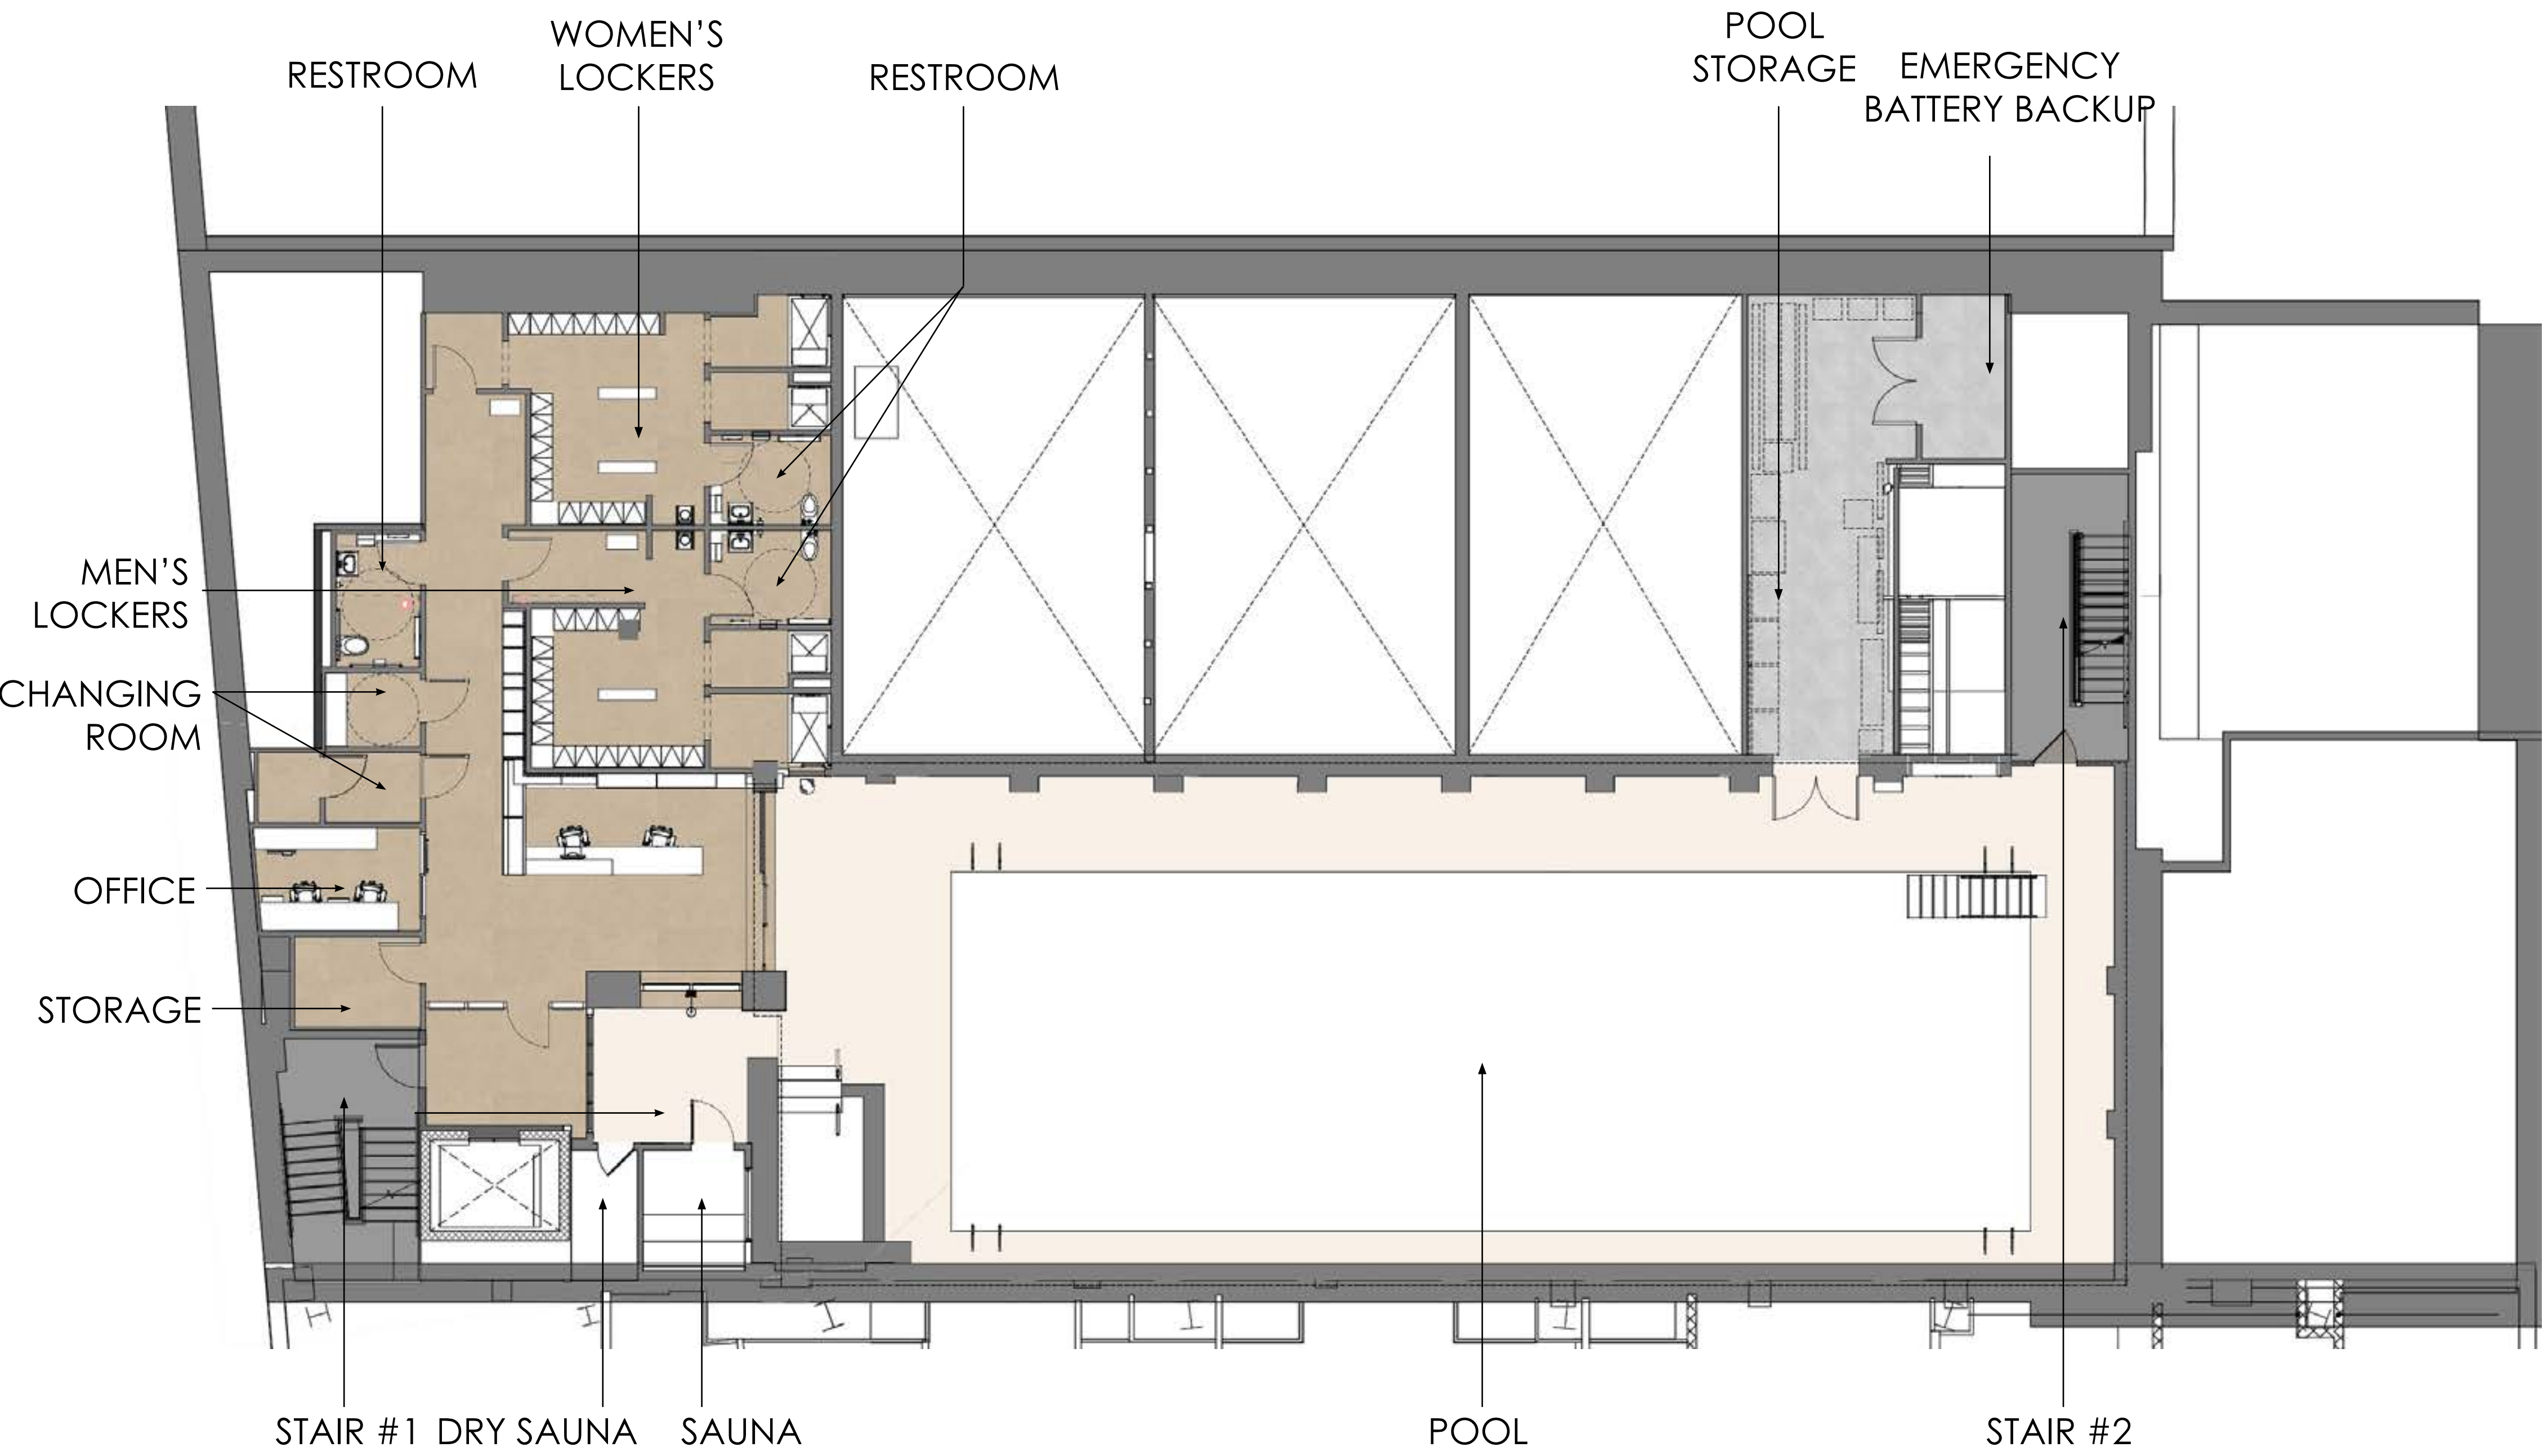 POOL
STORAGE
WOMEN'S
LOCKERS
EMERGENCY
BATTERY BACKUP
RESTROOM
RESTROOM
MEN'S
LOCKERS
CHANGING
ROOM
OFFICE
STORAGE
STAIR #1
DRY SAUNA
SAUNA
POOL
STAIR #2